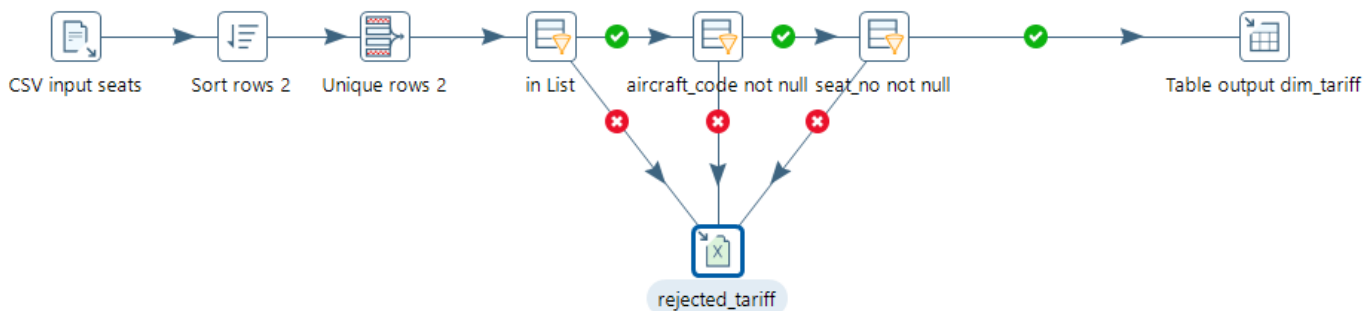 CSV input seats
Sort rows 2
Unique rows 2
in List
aircraft_code not null
seat_no not null
Table output dim_tariff
X
rejected_tariff